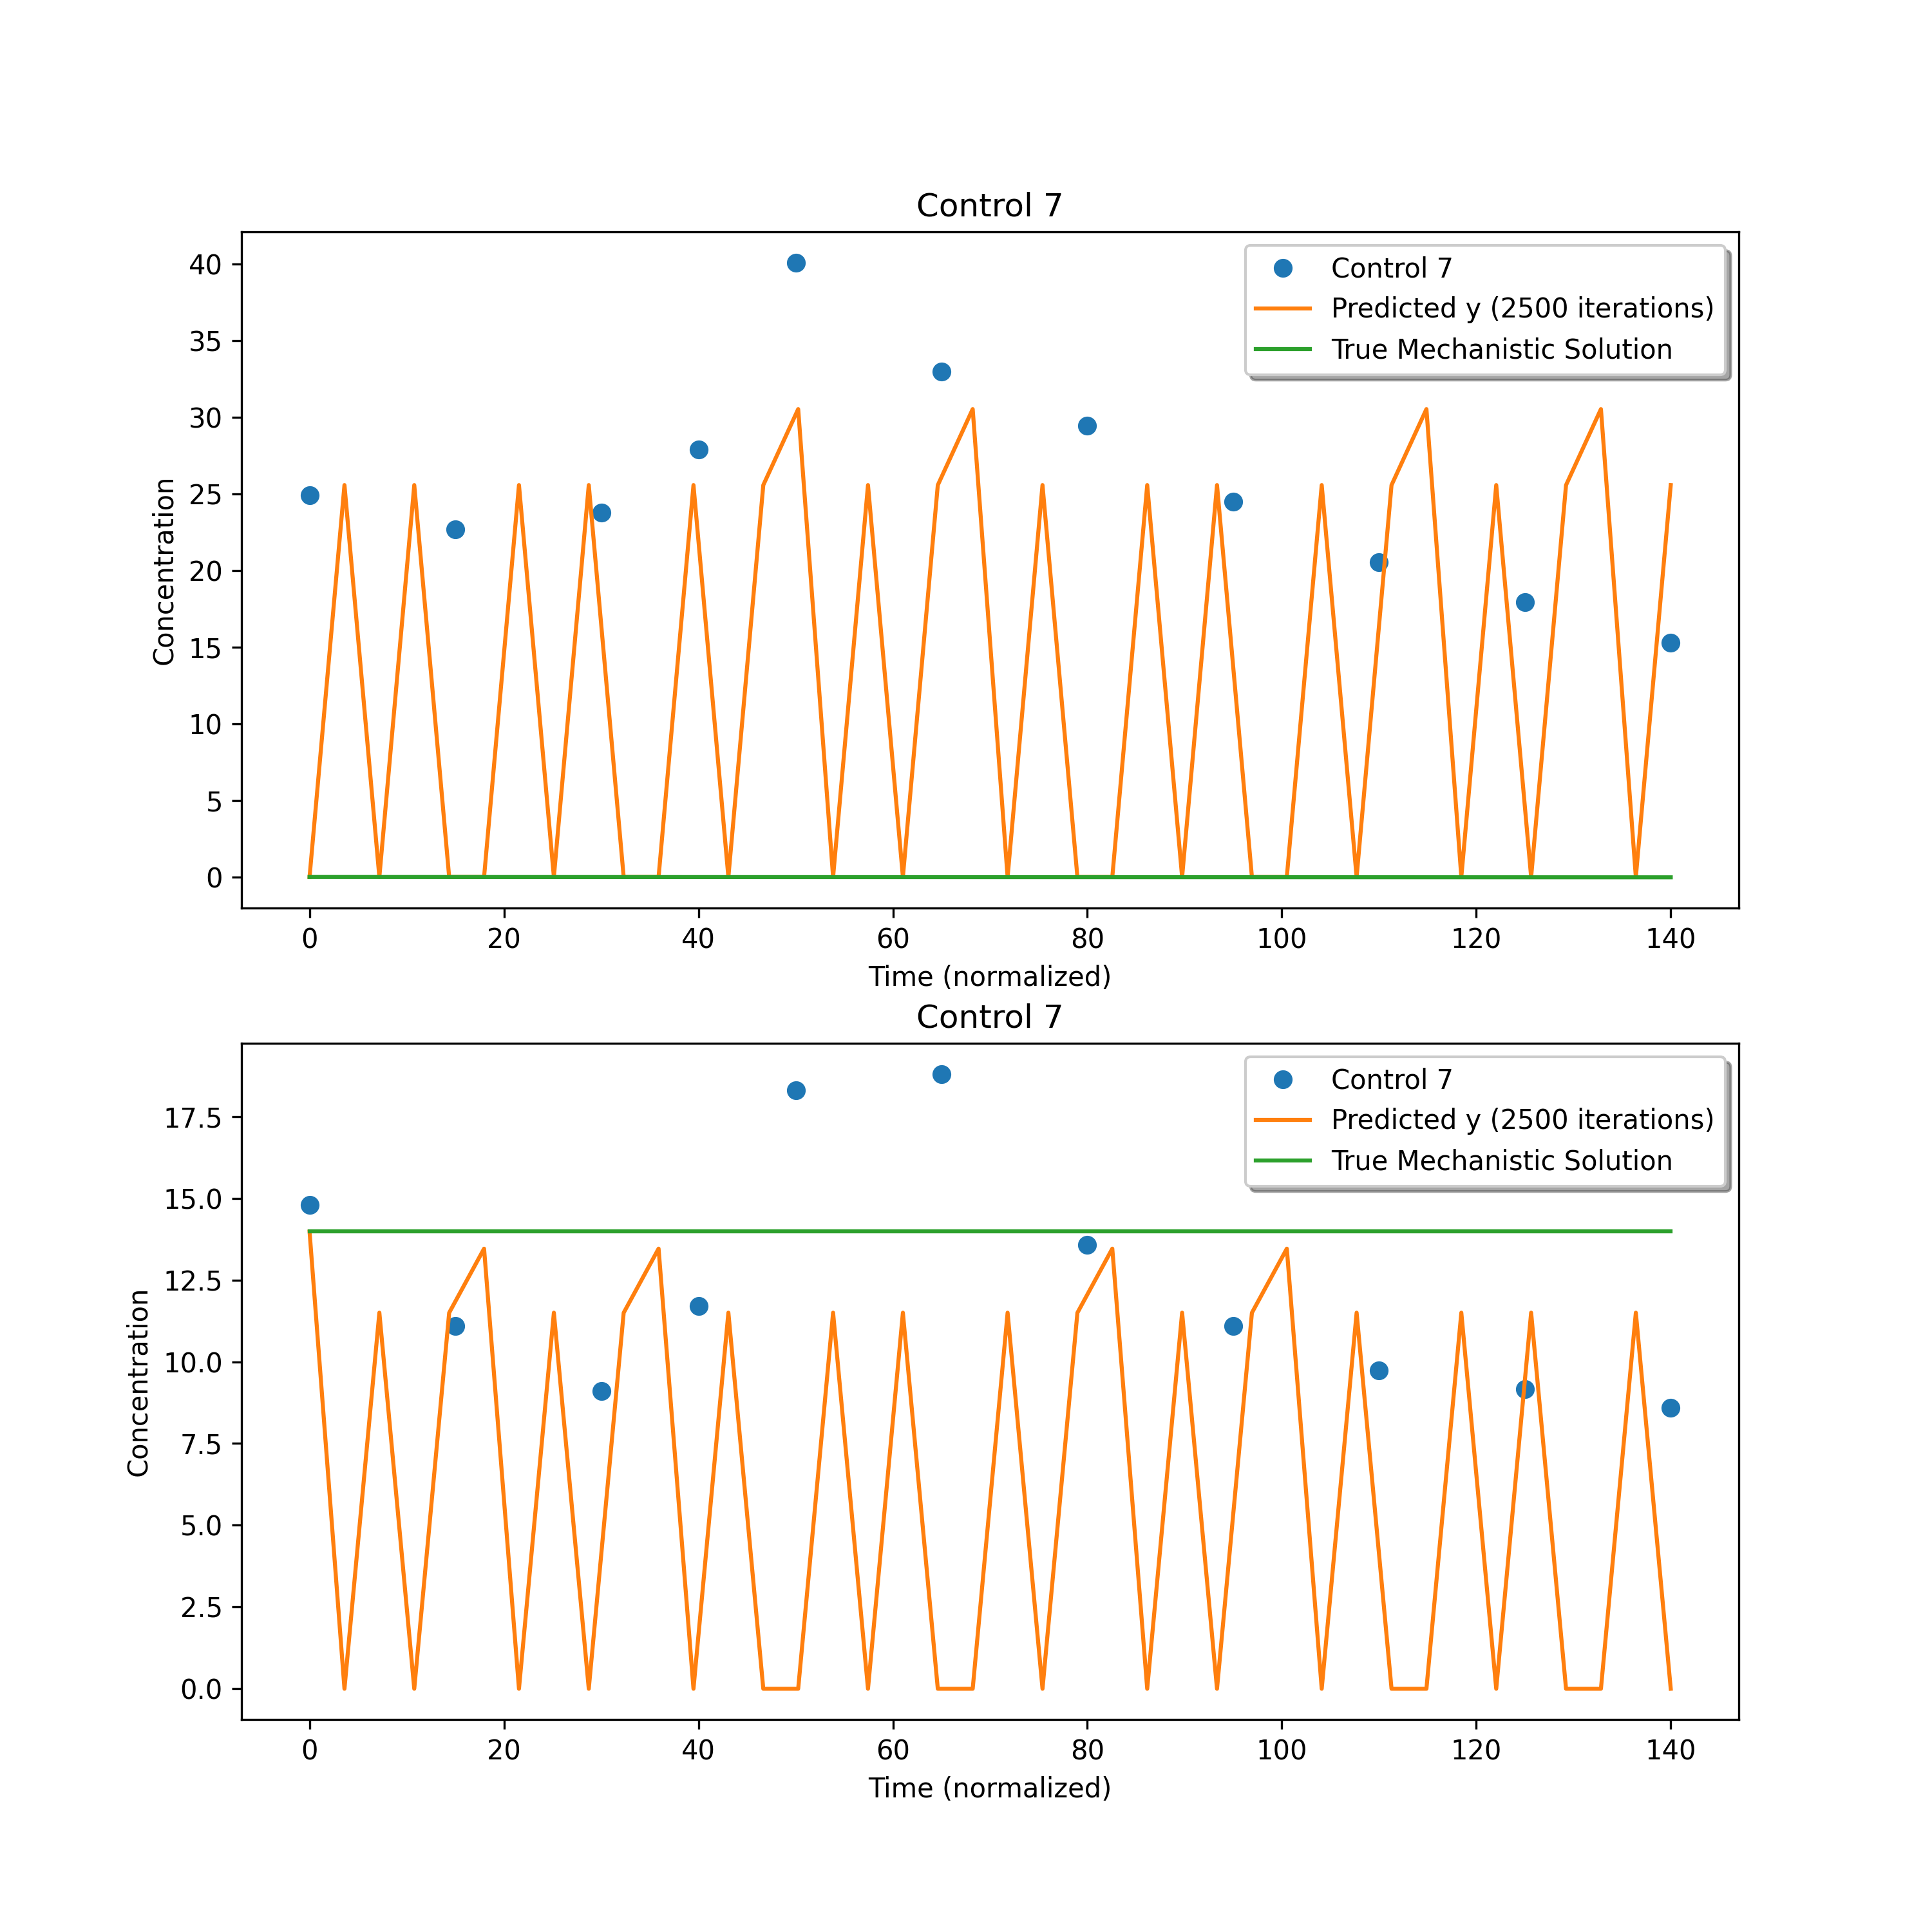 Control 7
Control 7
Predicted y (2500 iterations)
True Mechanistic Solution
40
35
30
25
20
15
10
5
0
Concentration
0 20 40 60 80 100 120 140
Time (normalized)
Control 7
Control 7
Predicted y (2500 iterations)
True Mechanistic Solution
17.5
15.0
12.5
10.0
7.5
5.0
2.5
0.0
Concentration
0 20 40 60 80 100 120 140
Time (normalized)